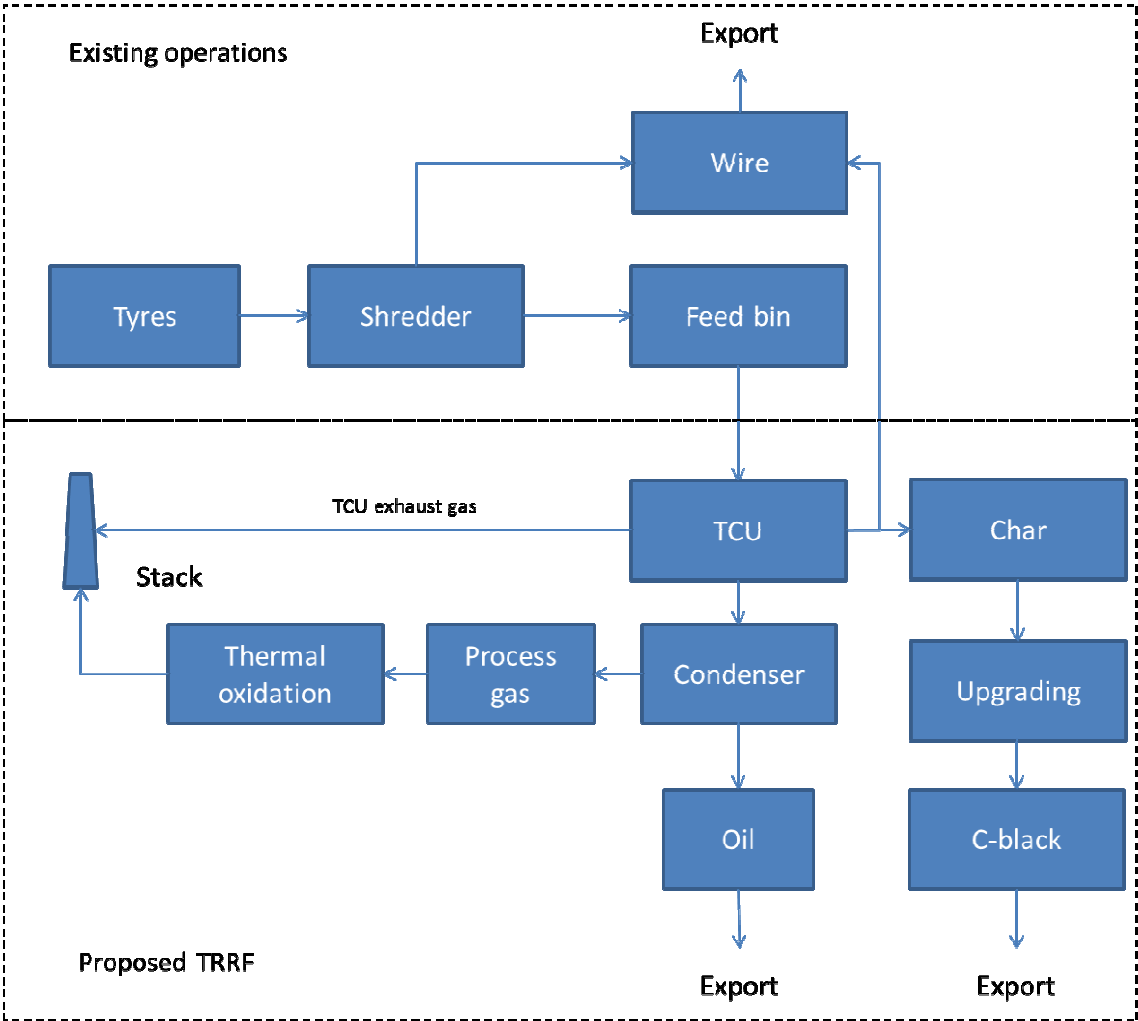 Export
Existing operations
Wire
Tyres
Shredder
Feed bin
TCU exhaust gas
TCU
Char
Stack
Thermal
oxidation
Process
gas
Condenser
Upgrading
Oil
C-black
Proposed TRRF
Export
Export